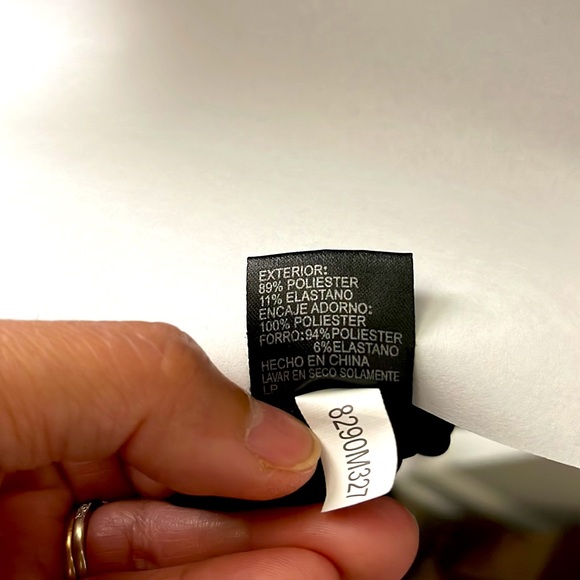 EXTERIOR:
89% POLIESTER
11% ELASTANO
ENCAJE ADORNO:
100% POLIESTER
FORRO:94%POLIESTER
6%ELASTANO
HECHO EN CHINA
LAVAR EN SECO SOLAMENTE
LP
8290M327